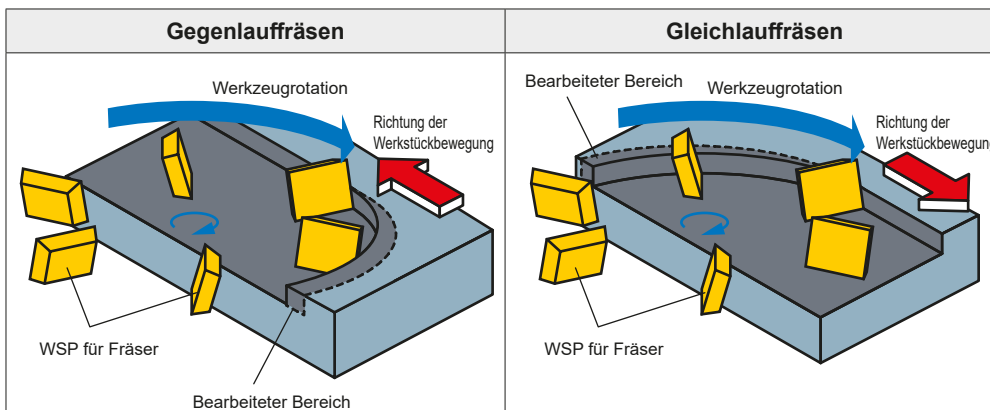 Gegenlauffräsen
Gleichlauffräsen
Werkzeugrotation
Richtung der
Werkstückbewegung
WSP für Fräser
Bearbeiteter Bereich
Bearbeiteter Bereich
Werkzeugrotation
Richtung der
Werkstückbewegung
WSP für Fräser